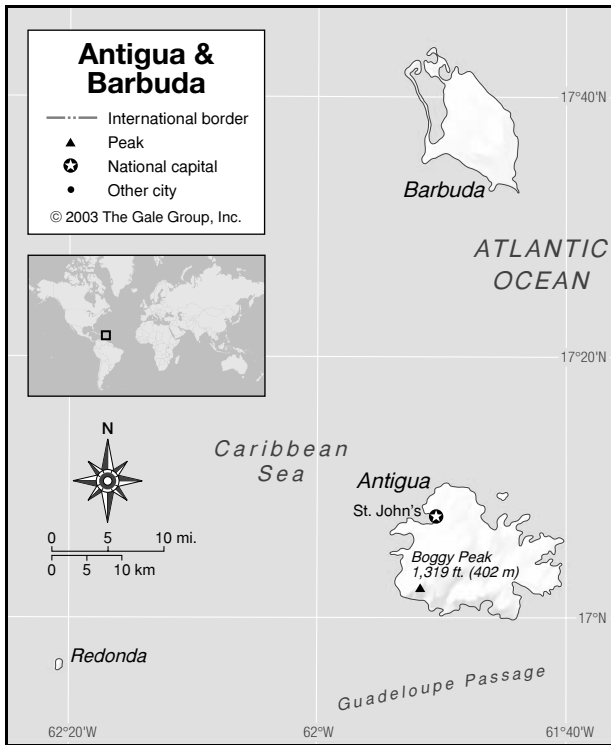 Antigua &
Barbuda
International border
Peak
National capital
Other city
© 2003 The Gale Group, Inc.
17°40'N
Barbuda
ATLANTIC
OCEAN
17°20'N
N
Caribbean
Sea
Antigua
St. John's
0 5 10 mi.
0 5 10 km
Boggy Peak
1,319 ft. (402 m)
17°N
Redonda
Guadeloupe Passage
62°20'W
62°W
61°40'W